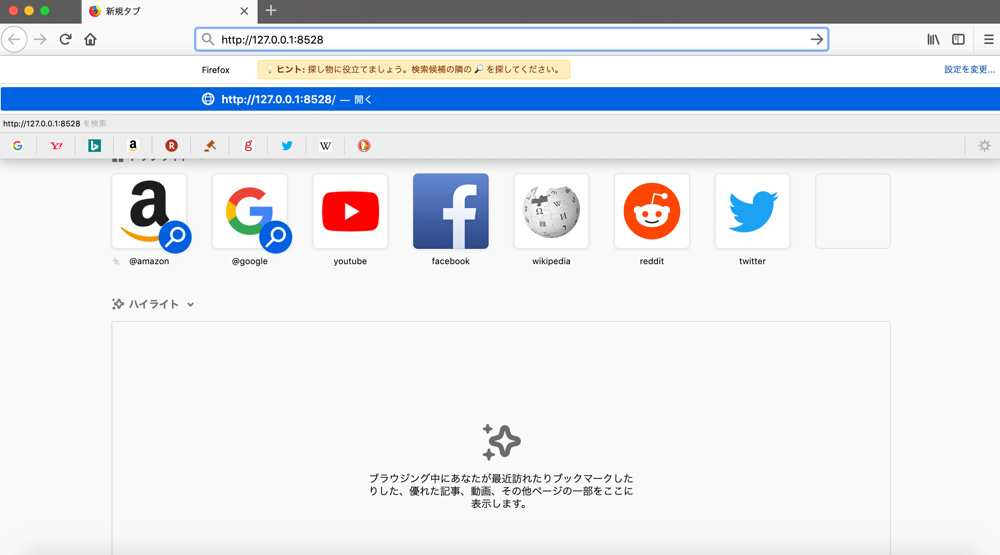 新規タブ
http://127.0.0.1:8528
Firefox
ヒント: 探し物に役立てましょう。検索候補の隣の 🔎 を探してください。
設定を変更...
http://127.0.0.1:8528/ — 開く
http://127.0.0.1:8528 を検索
@amazon
@google
youtube
facebook
wikipedia
reddit
twitter
ハイライト
ブラウジング中にあなたが最近訪れたりブックマークした
りした、優れた記事、動画、その他ページの一部をここに
表示します。